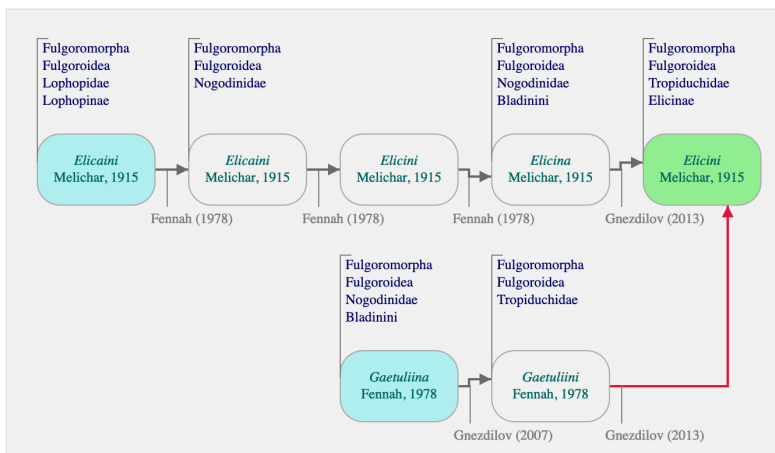 Fulgoromorpha
Fulgoroidea
Lophopidae
Lophopinae
Fulgoromorpha
Fulgoroidea
Nogodinidae
Fulgoromorpha
Fulgoroidea
Nogodinidae
Bladinini
Fulgoromorpha
Fulgoroidea
Tropiduchidae
Elicinae
Elicaini
Melichar, 1915
Elicaini
Melichar, 1915
Elicini
Melichar, 1915
Elicina
Melichar, 1915
Elicini
Melichar, 1915
Fennah (1978)
Fennah (1978)
Fennah (1978)
Gnezdilov (2013)
Fulgoromorpha
Fulgoroidea
Nogodinidae
Bladinini
Fulgoromorpha
Fulgoroidea
Tropiduchidae
Gaetuliina
Fennah, 1978
Gaetuliini
Fennah, 1978
Gnezdilov (2007)
Gnezdilov (2013)